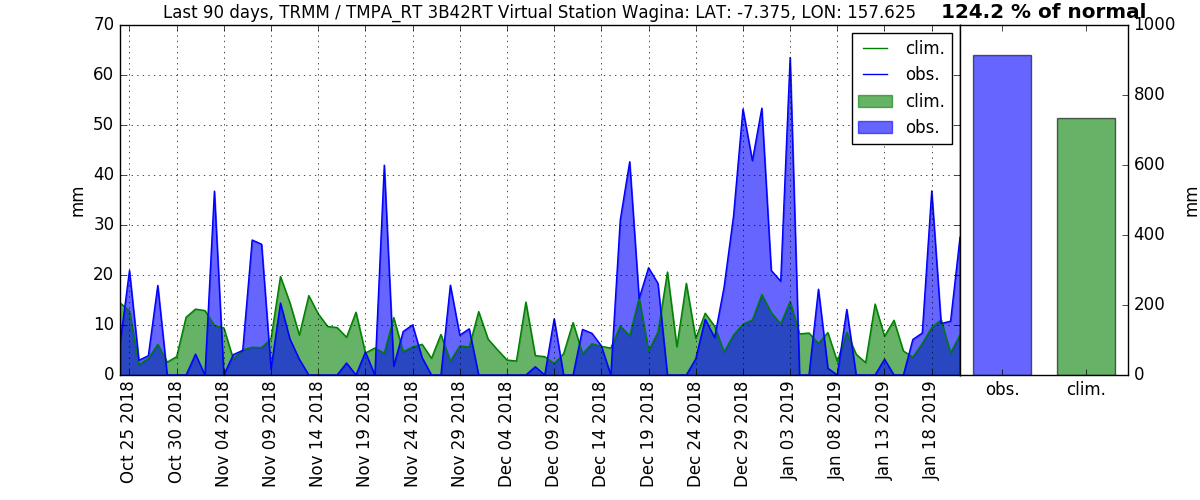 Last 90 days, TRMM / TMPA_RT 3B42RT Virtual Station Wagina: LAT: -7.375, LON: 157.625
124.2 % of normal
70
60
50
40
30
20
10
0
mm
clim.
obs.
clim.
obs.
Oct 25 2018
Oct 30 2018
Nov 04 2018
Nov 09 2018
Nov 14 2018
Nov 19 2018
Nov 24 2018
Nov 29 2018
Dec 04 2018
Dec 09 2018
Dec 14 2018
Dec 19 2018
Dec 24 2018
Dec 29 2018
Jan 03 2019
Jan 08 2019
Jan 13 2019
Jan 18 2019
1000
800
600
400
200
0
mm
obs.
clim.